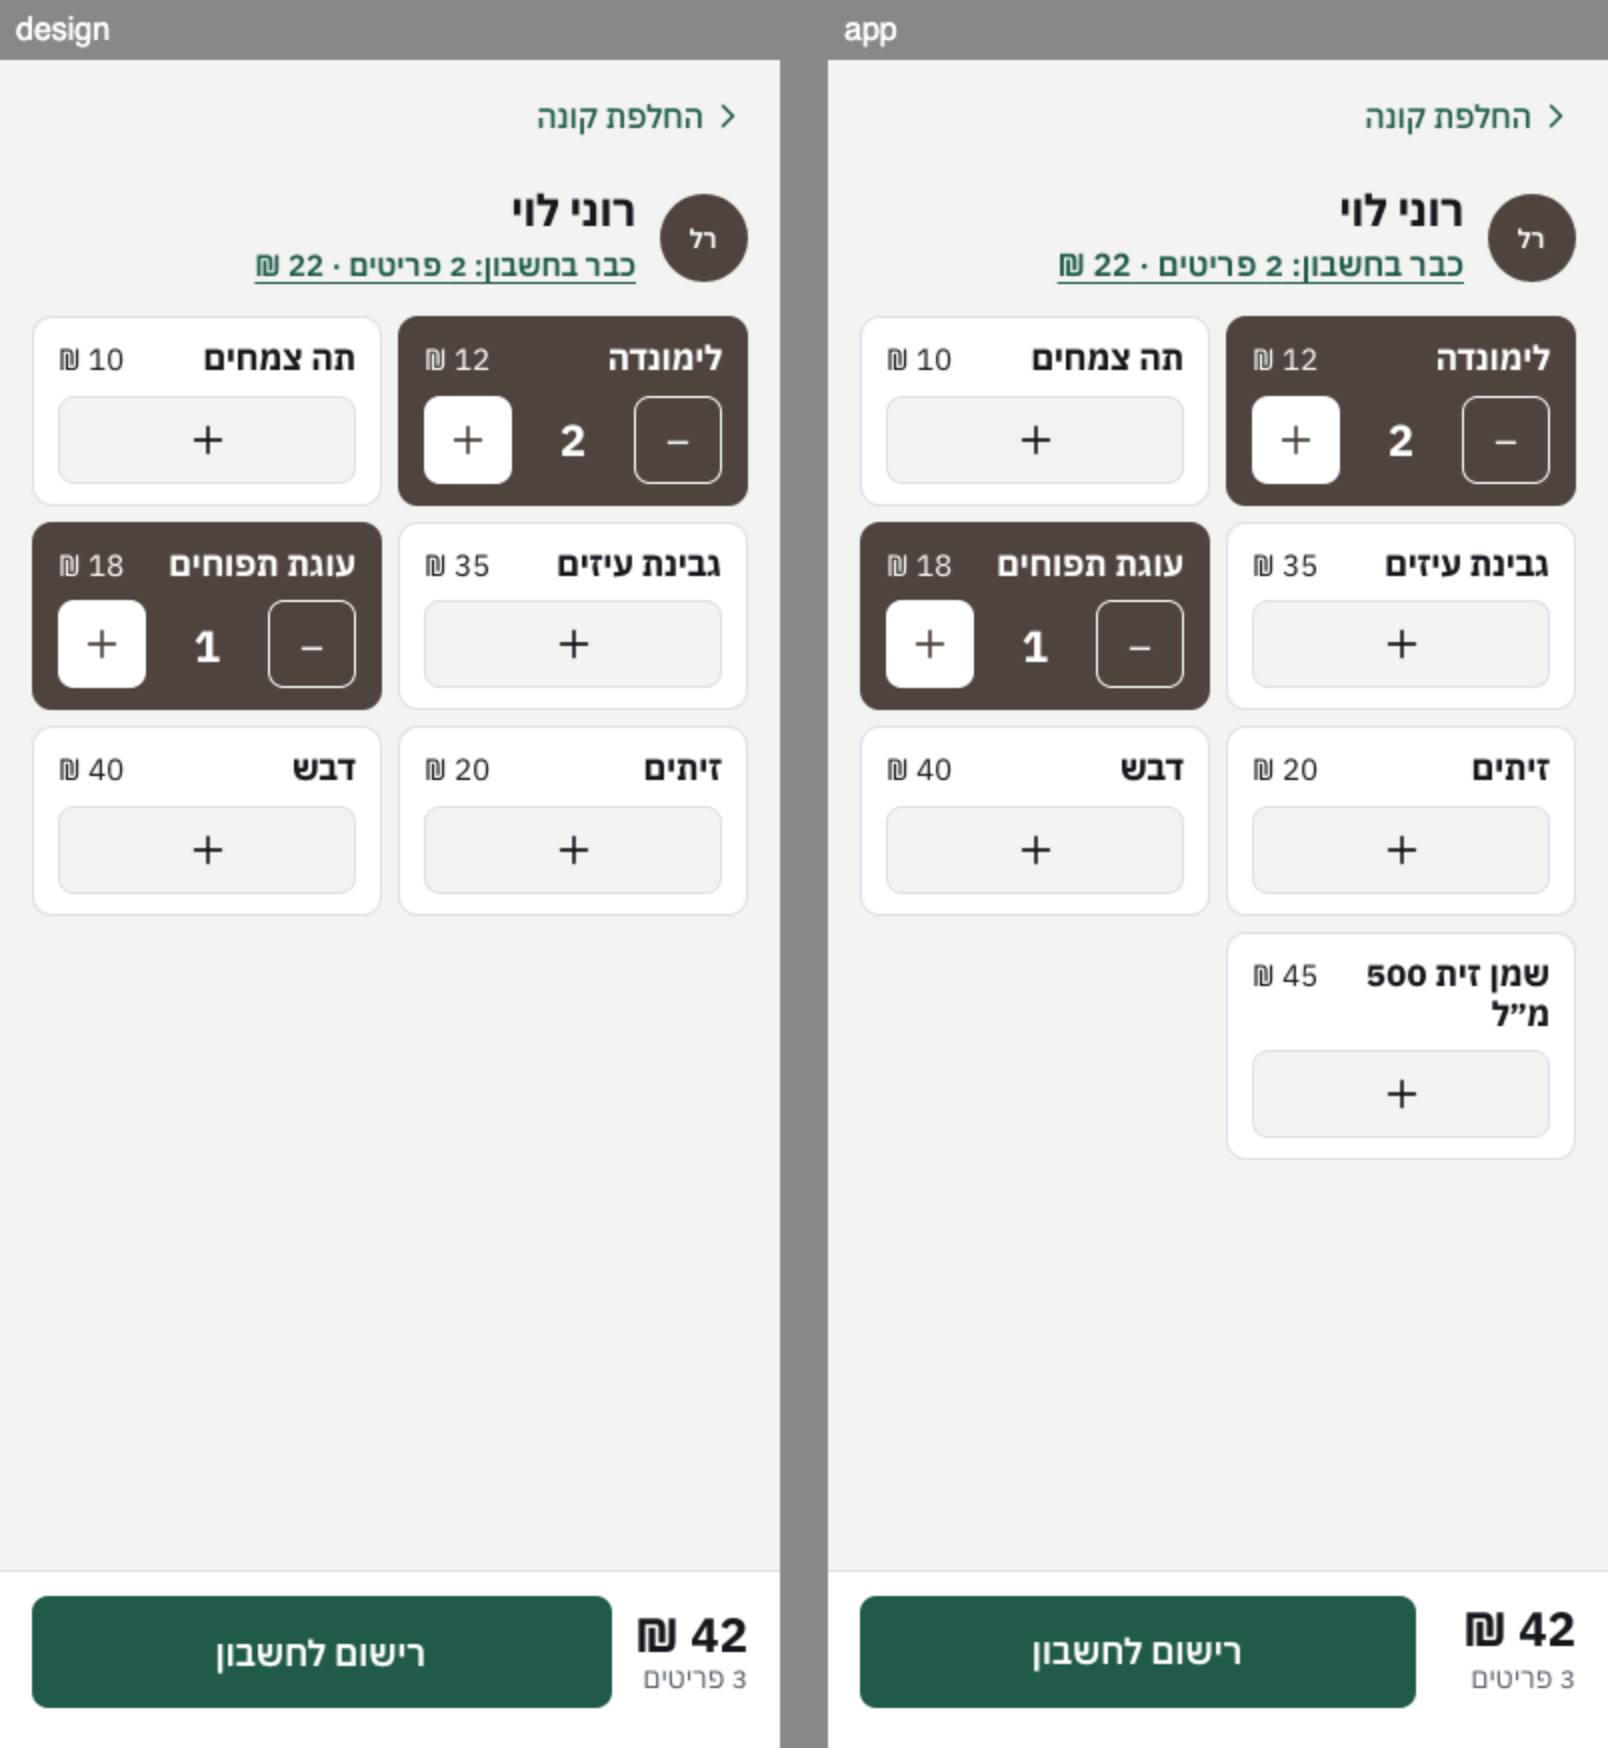 design
החלפת קונה
רל
רוני לוי
כבר בחשבון: 2 פריטים · 22 ₪
לימונדה 12 ₪
− 2 +
תה צמחים 10 ₪
+
גבינת עיזים 35 ₪
+
עוגת תפוחים 18 ₪
− 1 +
זיתים 20 ₪
+
דבש 40 ₪
+
42 ₪
3 פריטים
רישום לחשבון
app
החלפת קונה
רל
רוני לוי
כבר בחשבון: 2 פריטים · 22 ₪
לימונדה 12 ₪
− 2 +
תה צמחים 10 ₪
+
גבינת עיזים 35 ₪
+
עוגת תפוחים 18 ₪
− 1 +
זיתים 20 ₪
+
דבש 40 ₪
+
שמן זית 500 45 ₪
מ״ל
+
42 ₪
3 פריטים
רישום לחשבון